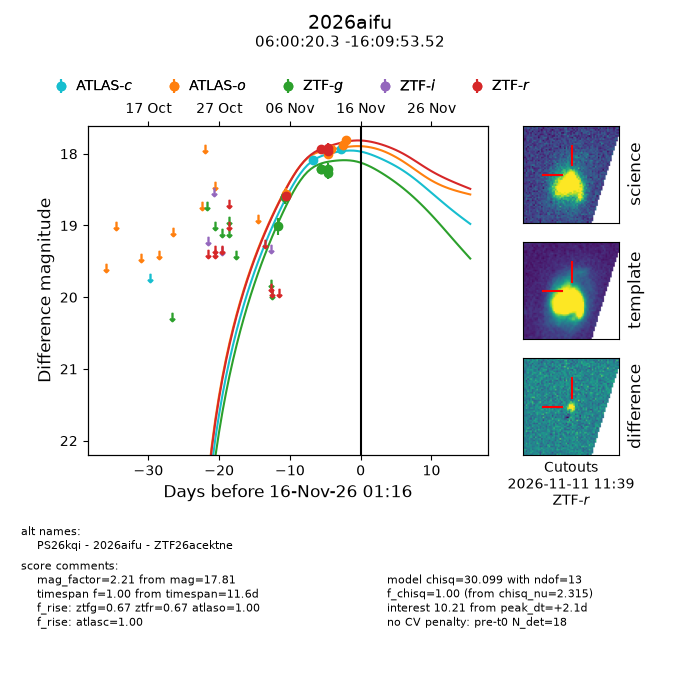 2026aifu
06:00:20.3 -16:09:53.52
ATLAS-c
ATLAS-o
ZTF-g
ZTF-i
ZTF-r
17 Oct
27 Oct
06 Nov
16 Nov
26 Nov
18
19
20
21
22
Difference magnitude
−30
−20
−10
0
10
Days before 16-Nov-26 01:16
science
template
difference
Cutouts
2026-11-11 11:39
ZTF-r
alt names:
PS26kqi - 2026aifu - ZTF26acektne
score comments:
mag_factor=2.21 from mag=17.81
timespan f=1.00 from timespan=11.6d
f_rise: ztfg=0.67 ztfr=0.67 atlaso=1.00
f_rise: atlasc=1.00
model chisq=30.099 with ndof=13
f_chisq=1.00 (from chisq_nu=2.315)
interest 10.21 from peak_dt=+2.1d
no CV penalty: pre-t0 N_det=18